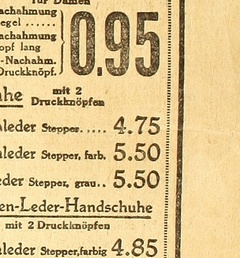 für Damen
achahmung
egel ......
achahmung
opf lang
-Nachahm.
Druckknöpf.
0.95
uhe mit 2 Druckknöpfen
aleder Stepper..... 4.75
aleder Stepper, farb. 5.50
eder Stepper, grau.. 5.50
en-Leder-Handschuhe
mit 2 Druckknöpfen
aleder Stepper, farbig 4.85